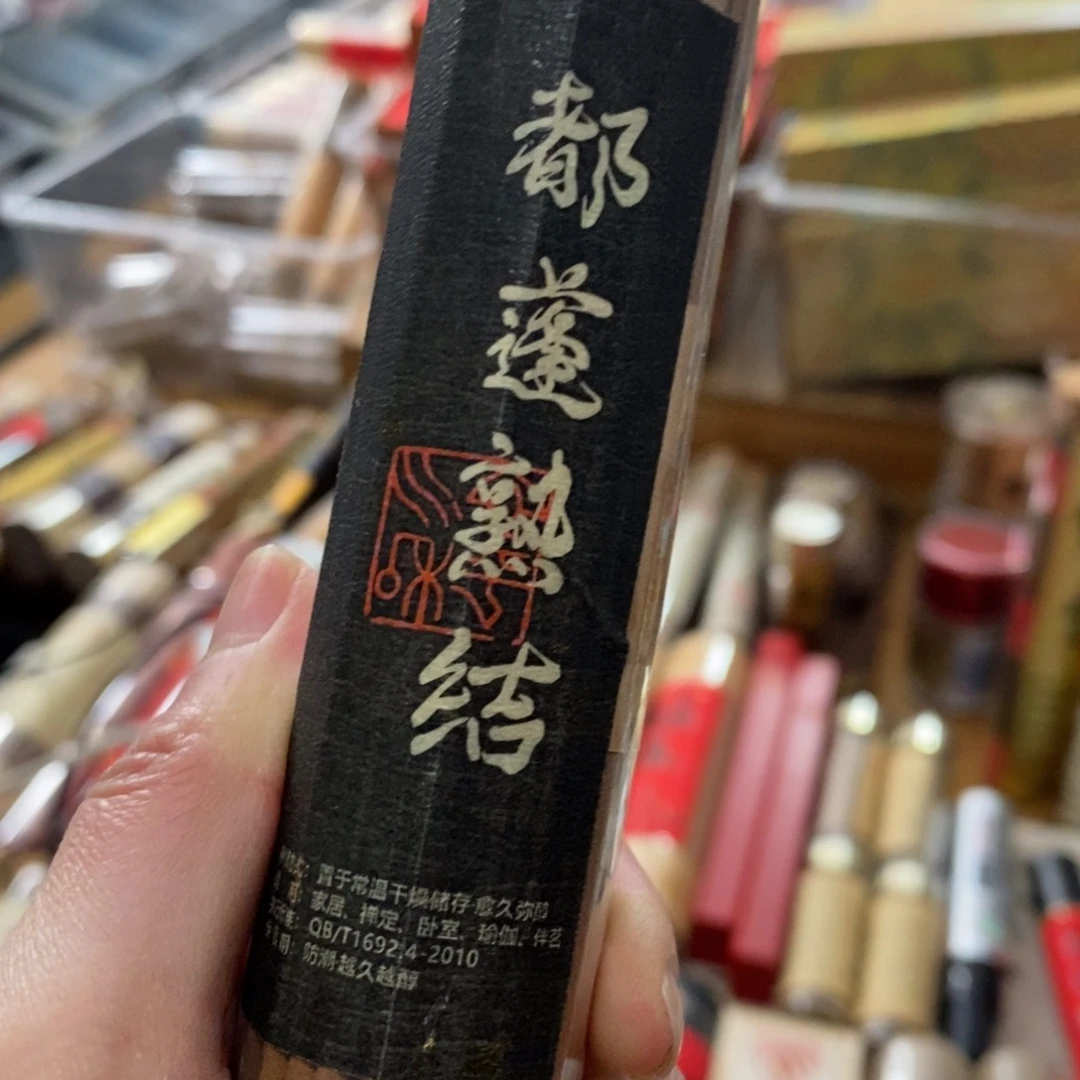 都蓬熟结
置于常温干燥储存 愈久弥醇
家居、禅定、卧室、瑜伽、伴茗
QB/T1692.4-2010
防潮越久越醇